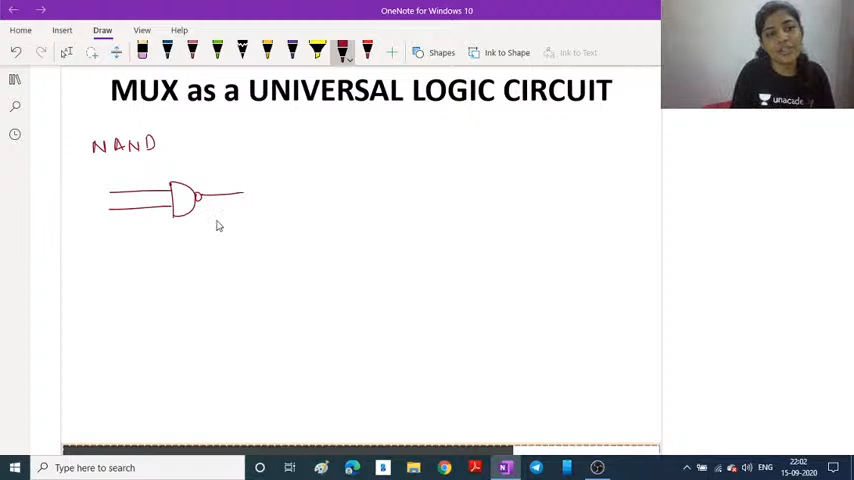 OneNote for Windows 10
Home Insert Draw View Help
Shapes Ink to Shape Ink to Text
MUX as a UNIVERSAL LOGIC CIRCUIT
NAND
unacade
Type here to search
ENG
22:02
15-09-2020